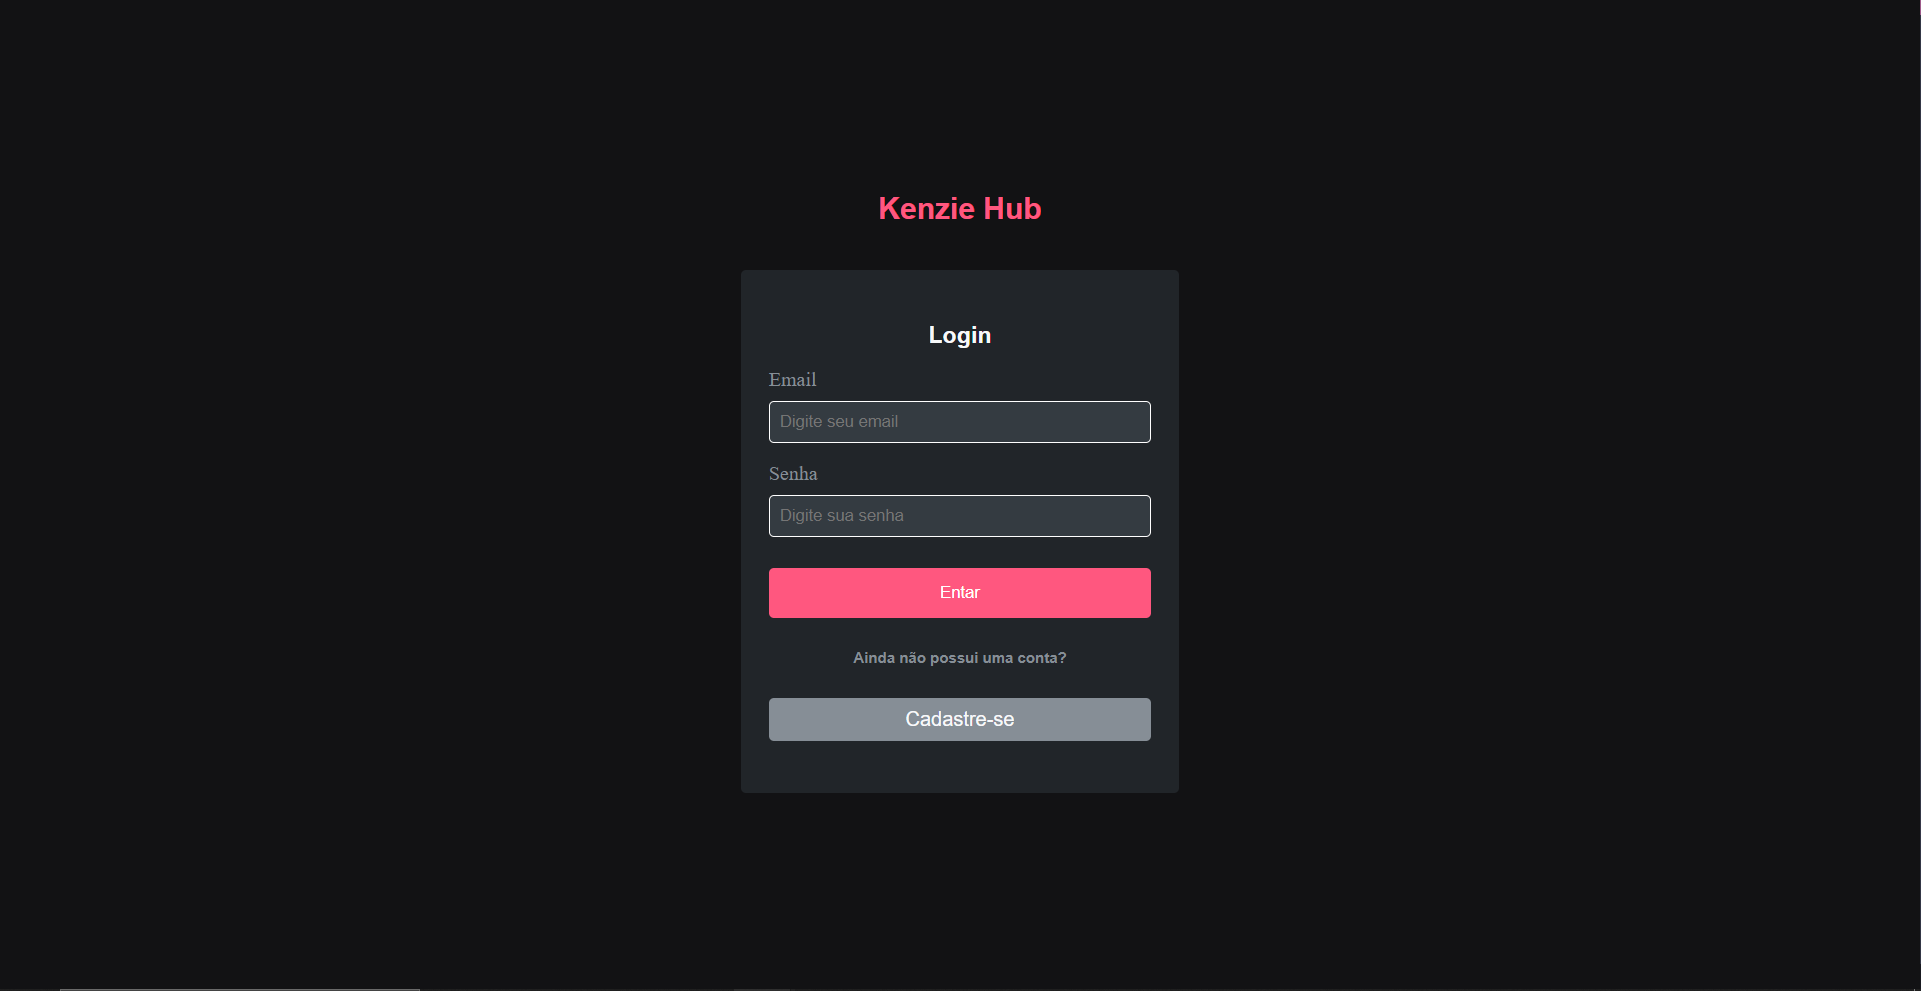 Kenzie Hub
Login
Email
Digite seu email
Senha
Digite sua senha
Entar
Ainda não possui uma conta?
Cadastre-se